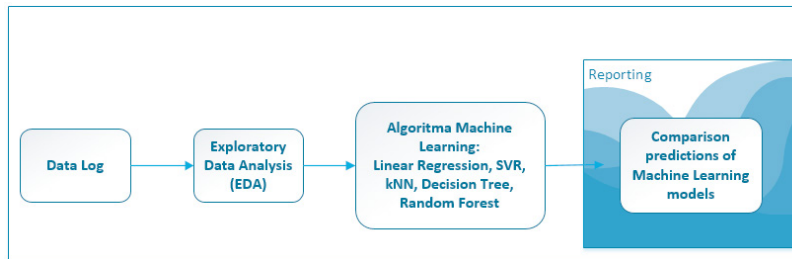 Data Log
Exploratory
Data Analysis
(EDA)
Algoritma Machine
Learning:
Linear Regression, SVR,
kNN, Decision Tree,
Random Forest
Reporting
Comparison
predictions of
Machine Learning
models